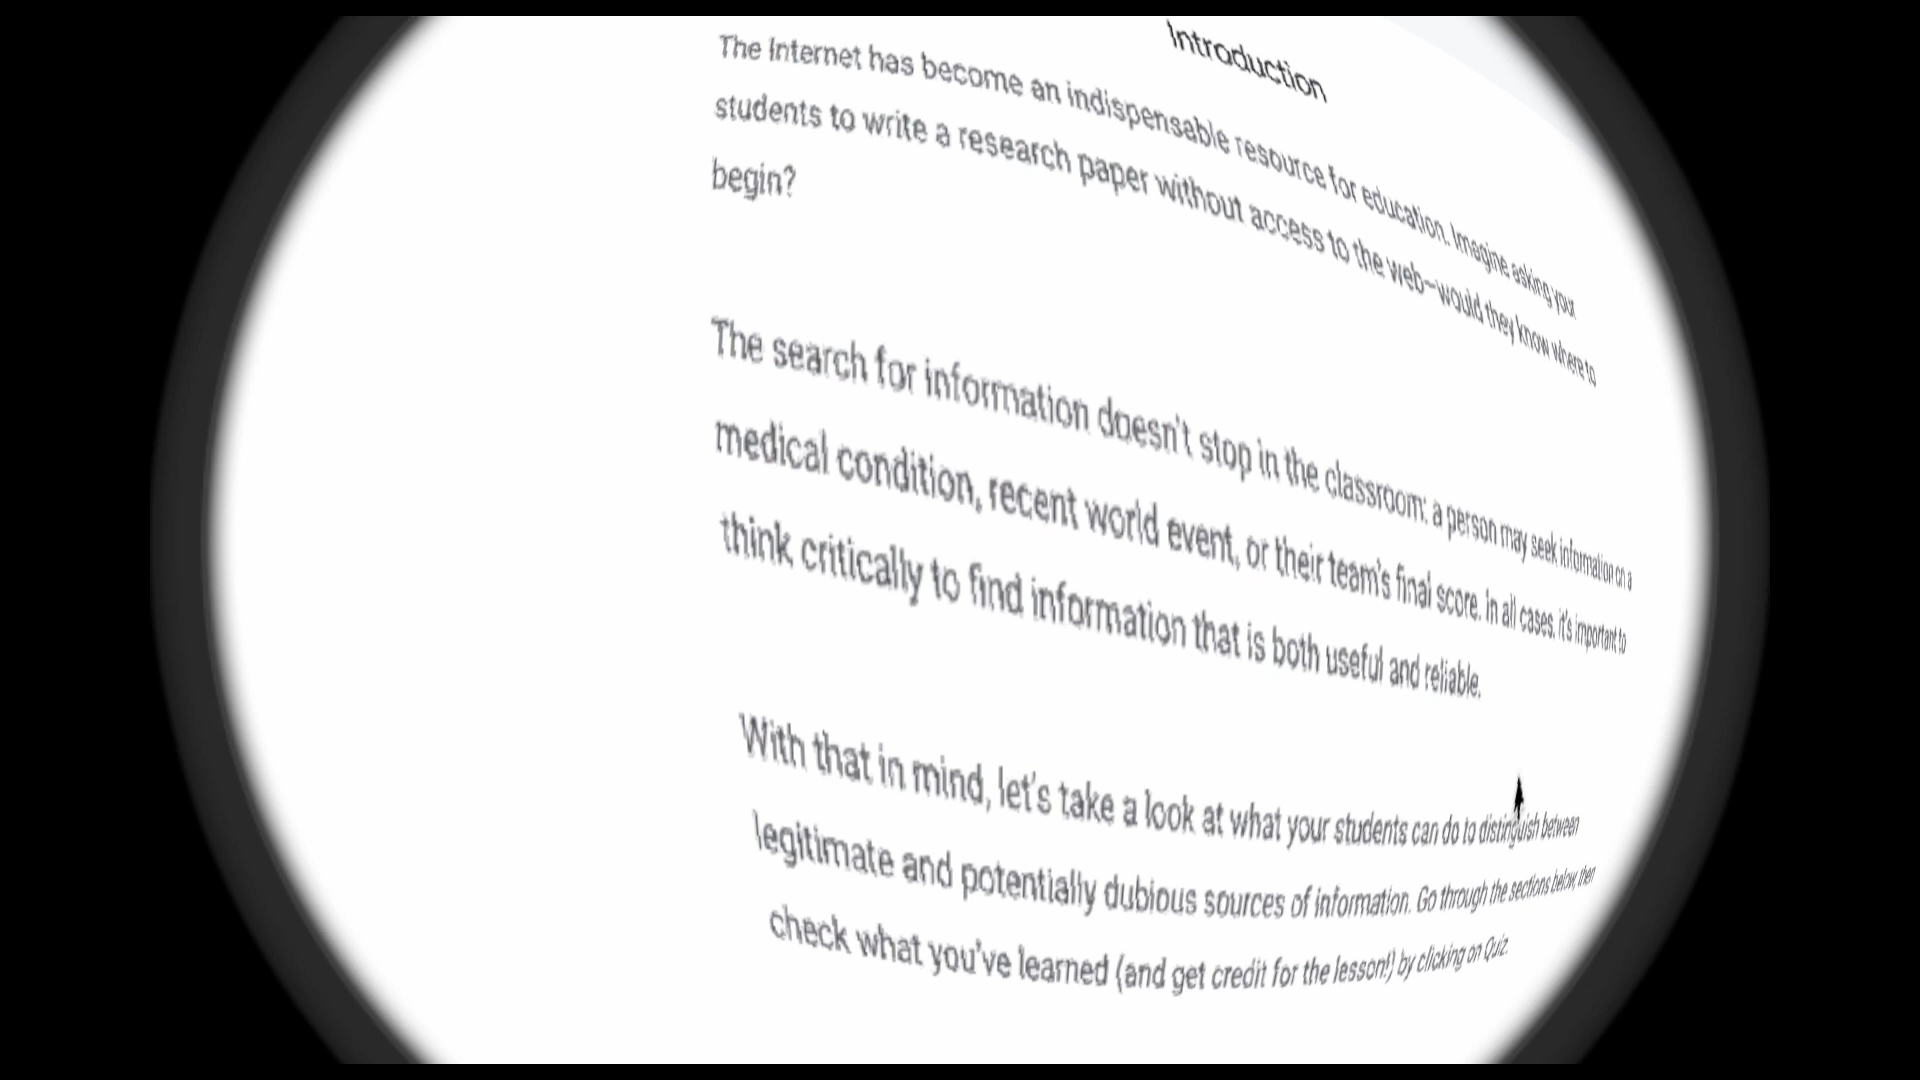 Introduction
The Internet has become an indispensable resource for education. Imagine asking your
students to write a research paper without access to the web—would they know where to
begin?
The search for information doesn't stop in the classroom: a person may seek information on a
medical condition, recent world event, or their team's final score. In all cases, it's important to
think critically to find information that is both useful and reliable.
With that in mind, let's take a look at what your students can do to distinguish between
legitimate and potentially dubious sources of information. Go through the sections below, then
check what you've learned (and get credit for the lesson!) by clicking on Quiz.